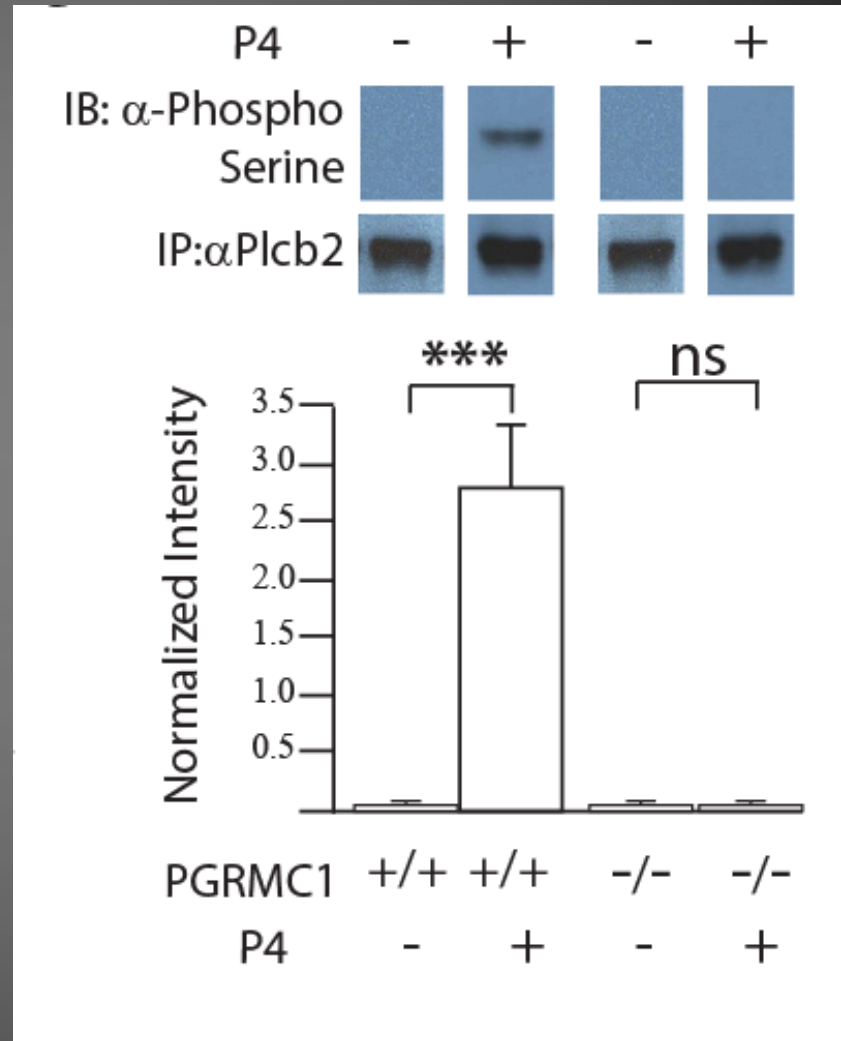 P4 - + - +
IB: α-Phospho
Serine
IP:αPlcb2
*** ns
Normalized Intensity
3.5
3.0
2.5
2.0
1.5
1.0
0.5
PGRMC1 +/+ +/+ -/- -/-
P4 - + - +